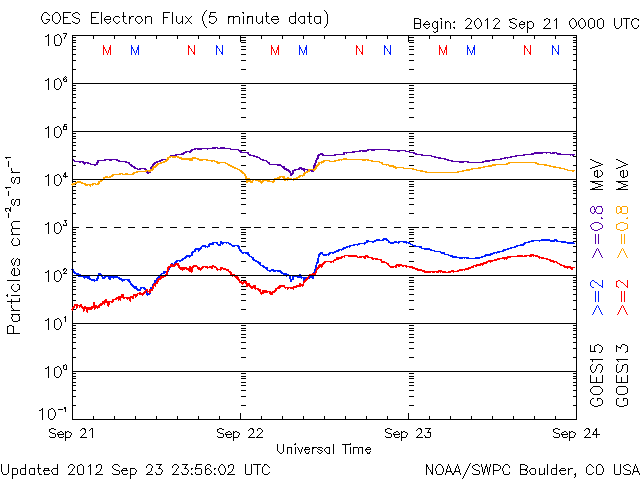 GOES Electron Flux (5 minute data)
Begin: 2012 Sep 21 0000 UTC
10⁷
10⁶
10⁵
10⁴
10³
10²
10¹
10⁰
10⁻¹
Particles cm⁻²s⁻¹sr⁻¹
M M N N M M N N M M N N
Sep 21 Sep 22 Sep 23 Sep 24
Universal Time
GOES15 >=2 >=0.8 MeV
GOES13 >=2 >=0.8 MeV
Updated 2012 Sep 23 23:56:02 UTC
NOAA/SWPC Boulder, CO USA